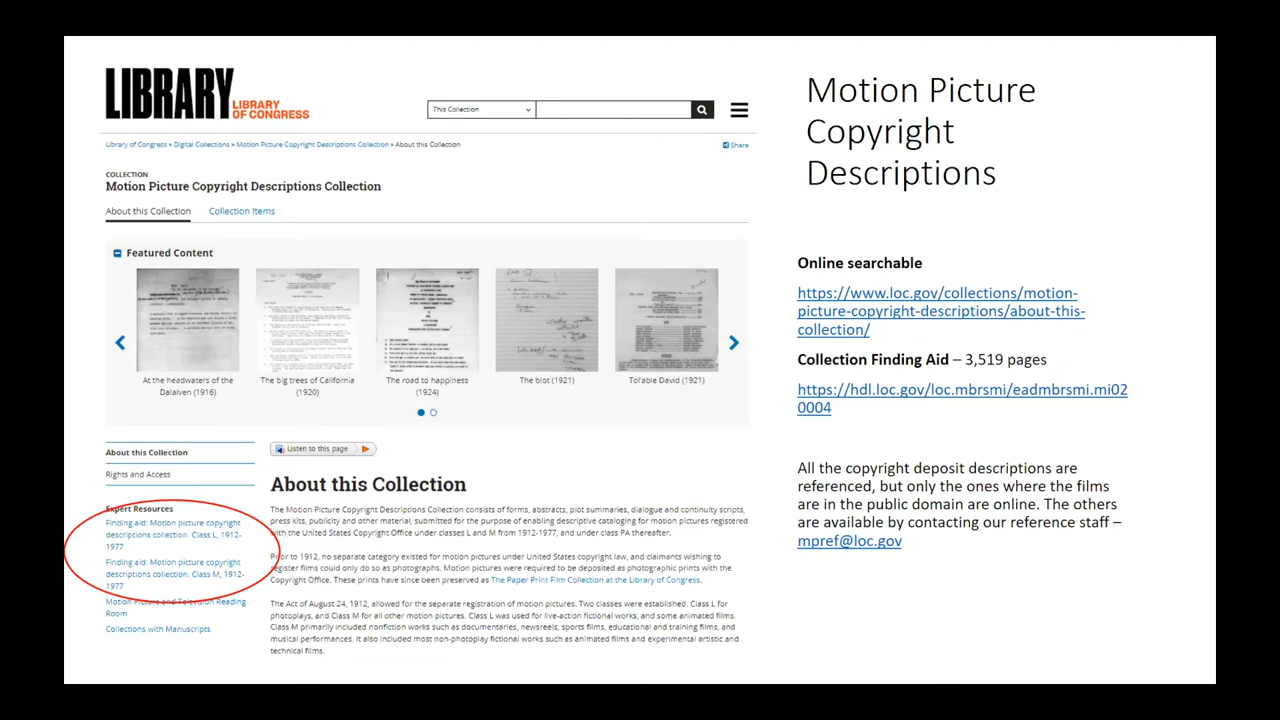 LIBRARY
LIBRARY
OF CONGRESS
This Collection
Library of Congress » Digital Collections » Motion Picture Copyright Descriptions Collection » About this Collection
Share
COLLECTION
Motion Picture Copyright Descriptions Collection
About this Collection
Collection Items
Featured Content
At the headwaters of the
Dalalven (1916)
The big trees of California
(1920)
The road to happiness
(1924)
The blot (1921)
Tol'able David (1921)
About this Collection
Rights and Access
Expert Resources
Finding aid: Motion picture copyright
descriptions collection. Class L, 1912-
1977
Finding aid: Motion picture copyright
descriptions collection. Class M, 1912-
1977
Motion Picture and Television Reading
Room
Collections with Manuscripts
Listen to this page
About this Collection
The Motion Picture Copyright Descriptions Collection consists of forms, abstracts, plot summaries, dialogue and continuity scripts,
press kits, publicity and other material, submitted for the purpose of enabling descriptive cataloging for motion pictures registered
with the United States Copyright Office under classes L and M from 1912-1977, and under class PA thereafter.
Prior to 1912, no separate category existed for motion pictures under United States copyright law, and claimants wishing to
register films could only do so as photographs. Motion pictures were required to be deposited as photographic prints with the
Copyright Office. These prints have since been preserved as The Paper Print Film Collection at the Library of Congress.
The Act of August 24, 1912, allowed for the separate registration of motion pictures. Two classes were established: Class L for
photoplays, and Class M for all other motion pictures. Class L was used for live-action fictional works, and some animated films.
Class M primarily included nonfiction works such as documentaries, newsreels, sports films, educational and training films, and
musical performances. It also included most non-photoplay fictional works such as animated films and experimental artistic and
technical films.
Motion Picture
Copyright
Descriptions
Online searchable
https://www.loc.gov/collections/motion-
picture-copyright-descriptions/about-this-
collection/
Collection Finding Aid – 3,519 pages
https://hdl.loc.gov/loc.mbrsmi/eadmbrsmi.mi02
0004
All the copyright deposit descriptions are
referenced, but only the ones where the films
are in the public domain are online. The others
are available by contacting our reference staff –
mpref@loc.gov